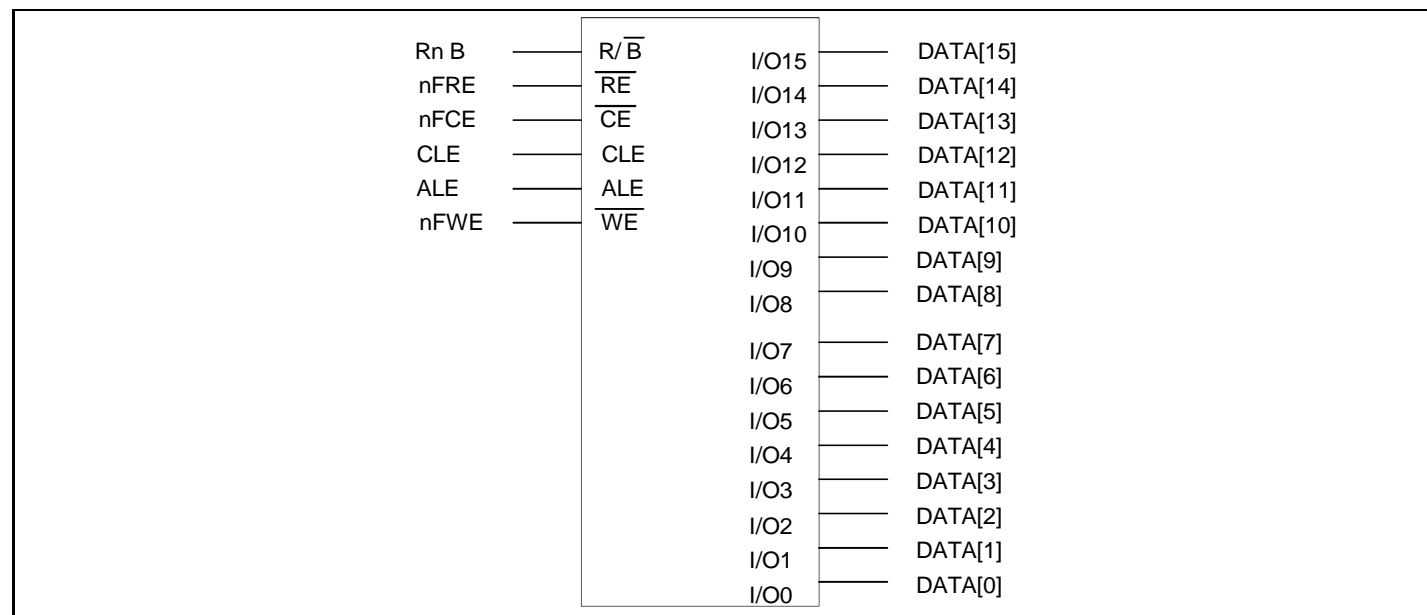 Rn B R/ B I/O15 DATA[15]
nFRE RE I/O14 DATA[14]
nFCE CE I/O13 DATA[13]
CLE CLE I/O12 DATA[12]
ALE ALE I/O11 DATA[11]
nFWE WE I/O10 DATA[10]
I/O9 DATA[9]
I/O8 DATA[8]
I/O7 DATA[7]
I/O6 DATA[6]
I/O5 DATA[5]
I/O4 DATA[4]
I/O3 DATA[3]
I/O2 DATA[2]
I/O1 DATA[1]
I/O0 DATA[0]